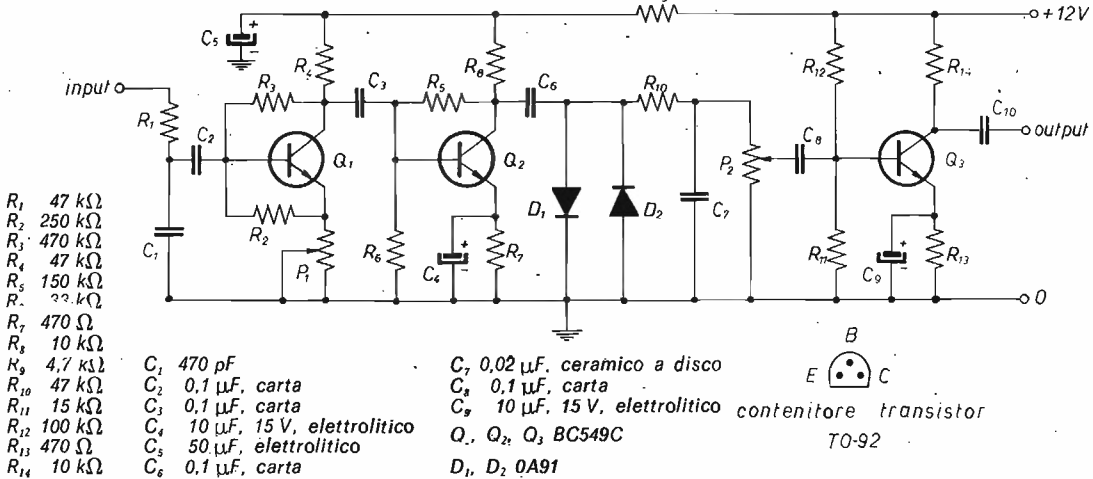 +12V
C5
+
R4
R8
R12
R14
input
R3
C3
R5
C6
R10
C10
R1
C2
C8
output
Q1
Q2
P2
Q3
D1
D2
C7
R2
R6
R7
R11
R13
C1
P1
C4
+
C9
+
0
R1 47 kΩ
R2 250 kΩ
R3 470 kΩ
R4 47 kΩ
R5 150 kΩ
33 kΩ
R7 470 Ω
R8 10 kΩ
R9 4,7 kΩ
R10 47 kΩ
R11 15 kΩ
R12 100 kΩ
R13 470 Ω
R14 10 kΩ
C1 470 pF
C2 0,1 μF, carta
C3 0,1 μF, carta
C4 10 μF, 15 V, elettrolitico
C5 50 μF, elettrolitico
C6 0,1 μF, carta
C7 0,02 μF, ceramico a disco
C8 0,1 μF, carta
C9 10 μF, 15 V, elettrolitico
Q-, Q2, Q3 BC549C
D1, D2 0A91
B
E C
contenitore transistor
TO-92